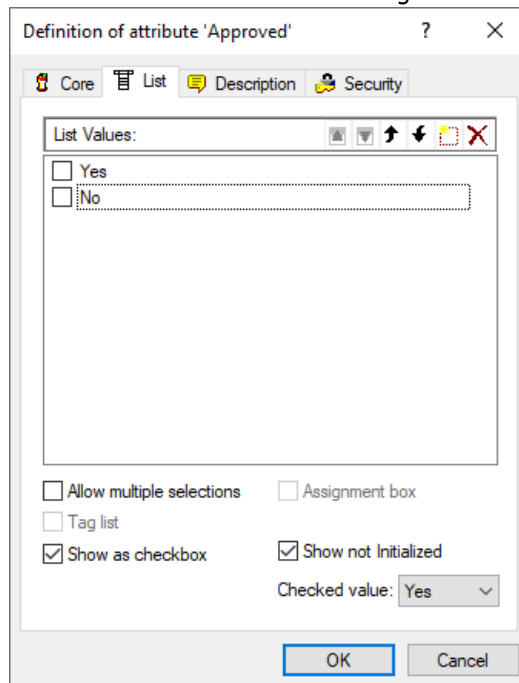 Definition of attribute 'Approved' ?
Core List Description Security
List Values:
Yes
No
Allow multiple selections Assignment box
Tag list
Show as checkbox Show not Initialized
Checked value: Yes
OK Cancel